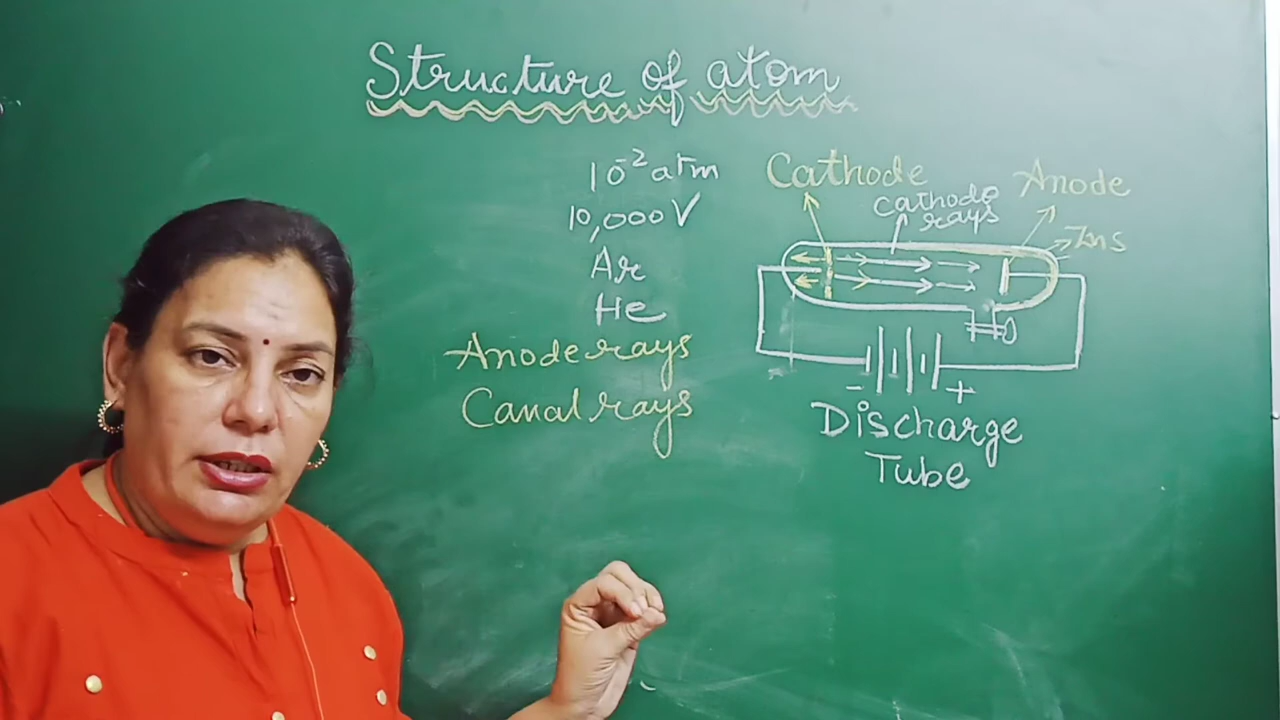 Structure of atom
10⁻² atm
10,000 V
Ar
He
Anode rays
Canal rays
Cathode
Anode
cathode
rays
Zns
- +
Discharge
Tube